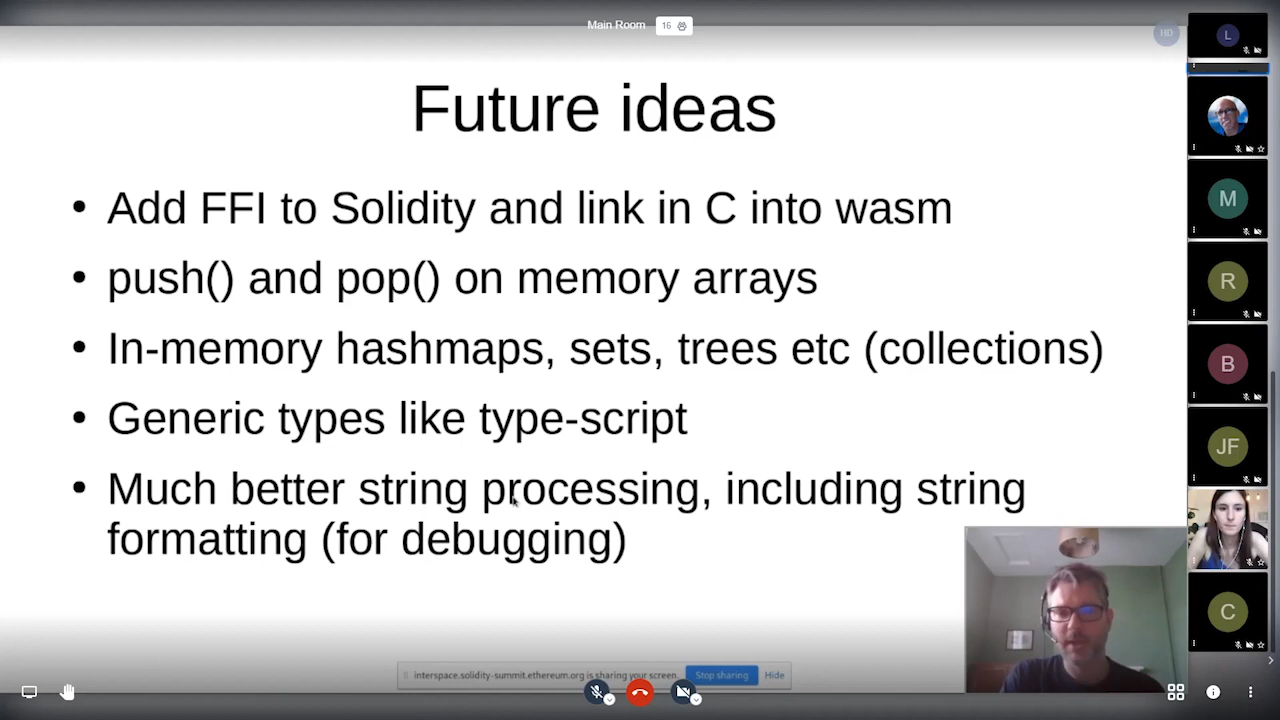 Main Room 16
HD
L
Future ideas
M
• Add FFI to Solidity and link in C into wasm
• push() and pop() on memory arrays
R
• In-memory hashmaps, sets, trees etc (collections)
B
• Generic types like type-script
JF
• Much better string processing, including string
formatting (for debugging)
C
interspace.solidity-summit.ethereum.org is sharing your screen. Stop sharing Hide